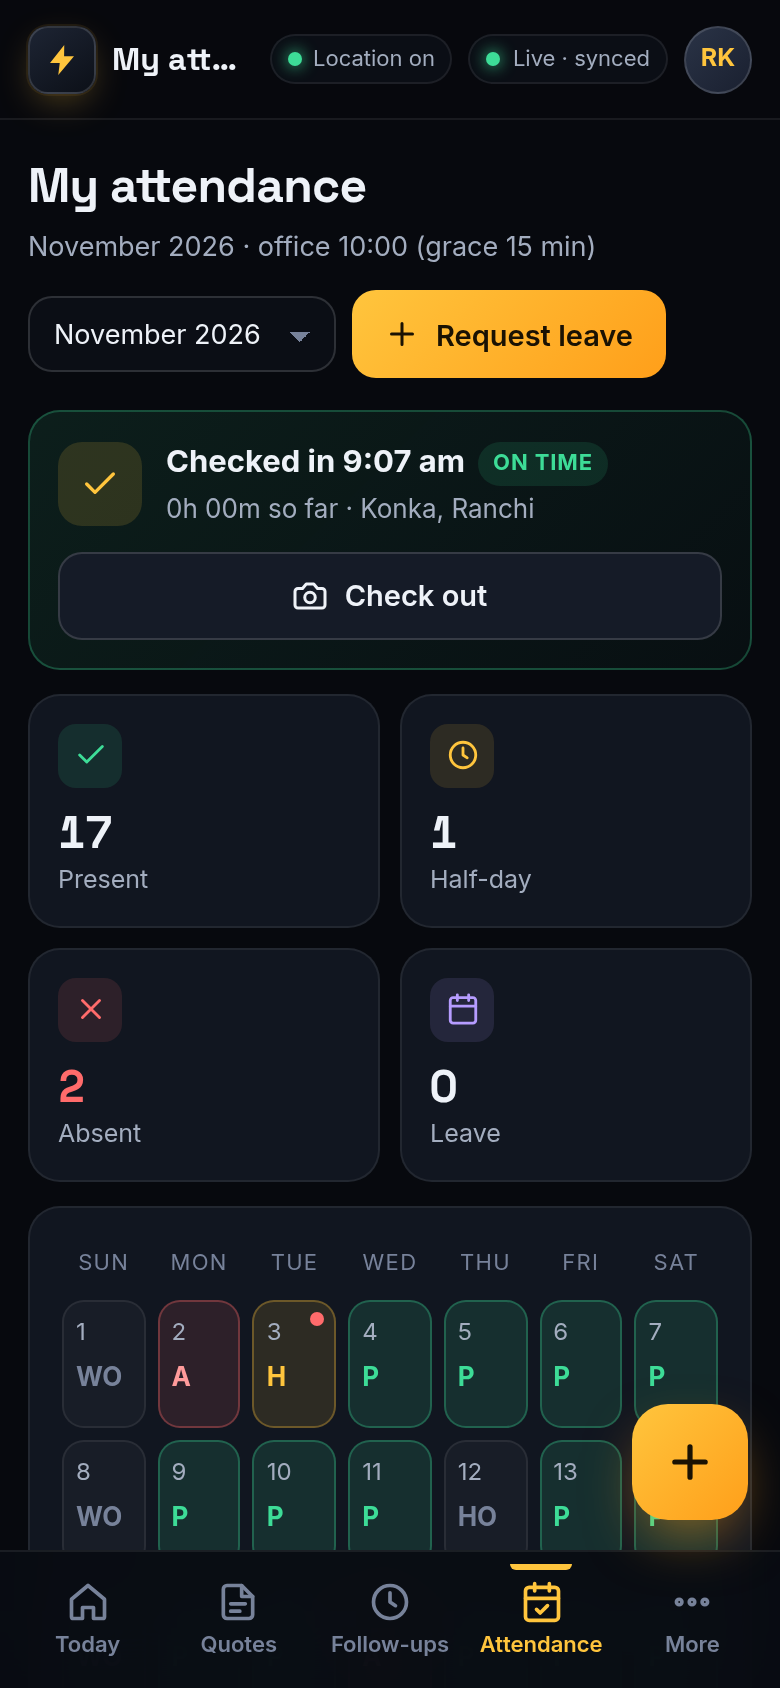 My att...
Location on
Live · synced
RK
My attendance
November 2026 · office 10:00 (grace 15 min)
November 2026
Request leave
Checked in 9:07 am ON TIME
0h 00m so far · Konka, Ranchi
Check out
17
Present
1
Half-day
2
Absent
0
Leave
SUN MON TUE WED THU FRI SAT
1 2 3 4 5 6 7
WO A H P P P P
8 9 10 11 12 13
WO P P P HO P
Today Quotes Follow-ups Attendance More